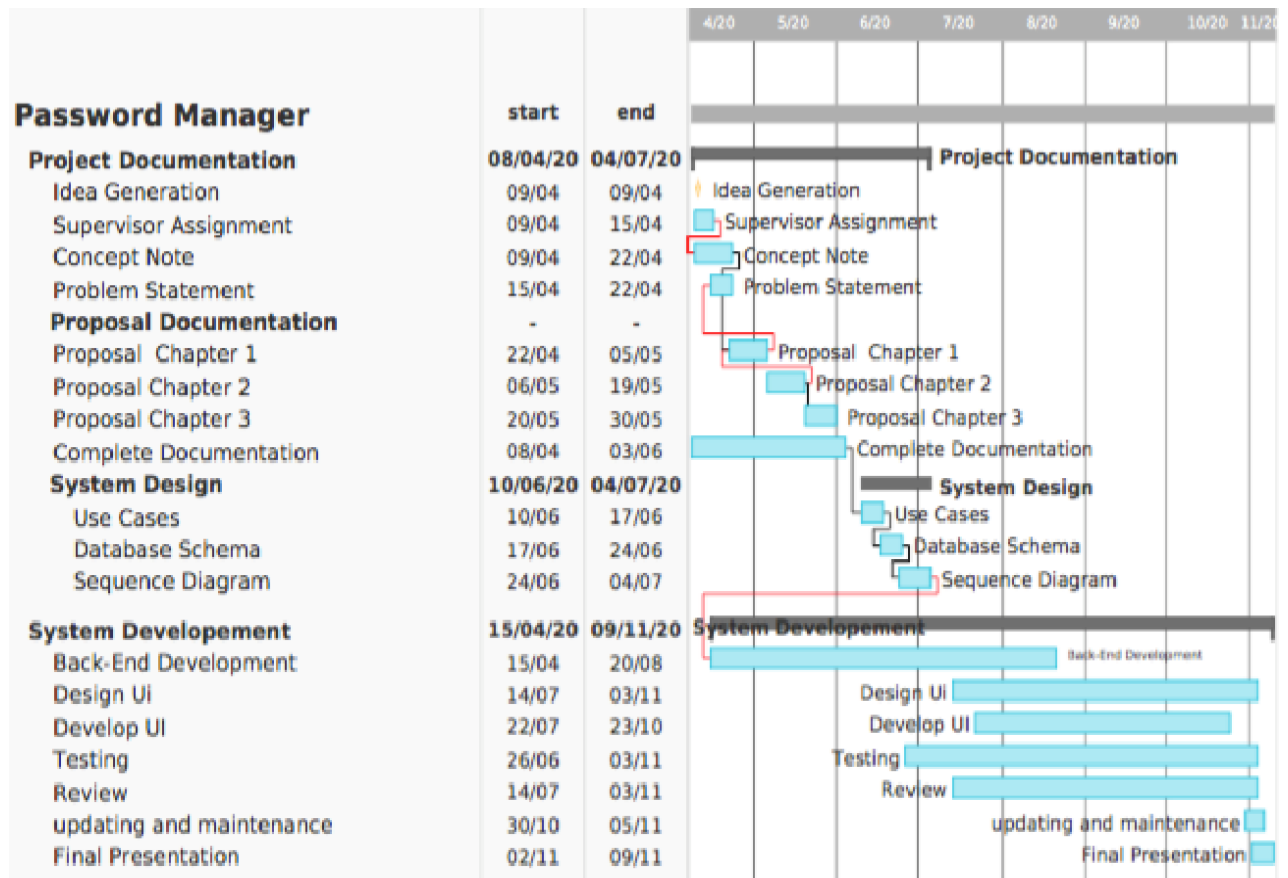 4/20 5/20 6/20 7/20 8/20 9/20 10/20 11/20
Password Manager start end
Project Documentation 08/04/20 04/07/20 Project Documentation
Idea Generation 09/04 09/04 Idea Generation
Supervisor Assignment 09/04 15/04 Supervisor Assignment
Concept Note 09/04 22/04 Concept Note
Problem Statement 15/04 22/04 Problem Statement
Proposal Documentation - -
Proposal Chapter 1 22/04 05/05 Proposal Chapter 1
Proposal Chapter 2 06/05 19/05 Proposal Chapter 2
Proposal Chapter 3 20/05 30/05 Proposal Chapter 3
Complete Documentation 08/04 03/06 Complete Documentation
System Design 10/06/20 04/07/20 System Design
Use Cases 10/06 17/06 Use Cases
Database Schema 17/06 24/06 Database Schema
Sequence Diagram 24/06 04/07 Sequence Diagram
System Developement 15/04/20 09/11/20 System Developement
Back-End Development 15/04 20/08 Back-End Development
Design Ui 14/07 03/11 Design Ui
Develop UI 22/07 23/10 Develop UI
Testing 26/06 03/11 Testing
Review 14/07 03/11 Review
updating and maintenance 30/10 05/11 updating and maintenance
Final Presentation 02/11 09/11 Final Presentation